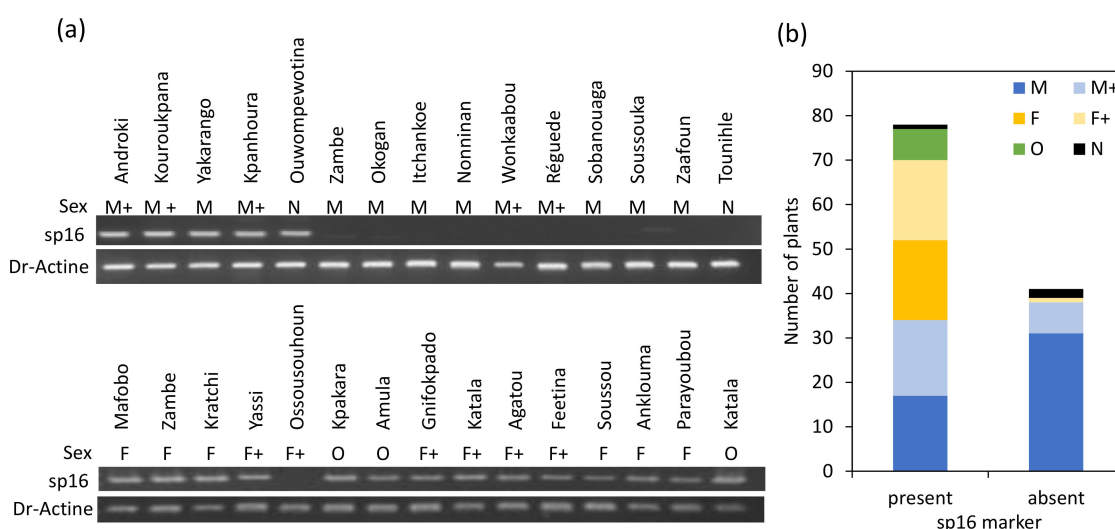 (a)
Androki Kouroukpana Yakarango Kpanhoura Ouwompewotina Zambe Okogan Itchankoe Nonninan Wonkaabou Réguede Sobanouaga Soussouka Zaafoun Tounihle
Sex M+ M + M M+ N M M M M M+ M+ M M M N
sp16
Dr-Actine
Mafobo Zambe Kratchi Yassi Ossousouhoun Kpakara Amula Gnifokpado Katala Agatou Feetina Soussou Anklouma Parayoubou Katala
Sex F F F F+ F+ O O F+ F+ F+ F+ F F F O
sp16
Dr-Actine
(b)
Number of plants
90
80
70
60
50
40
30
20
10
0
M M+
F F+
O N
present absent
sp16 marker